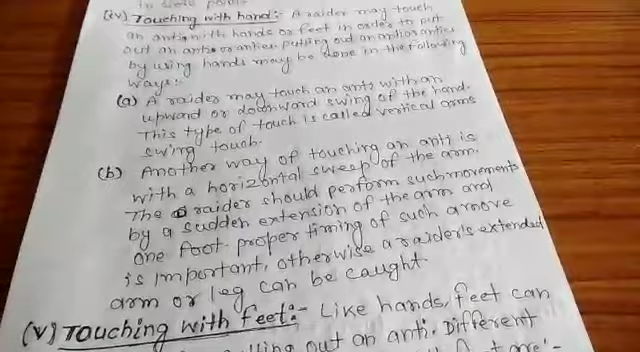 (iv) Touching with hand:- A raider may touch
an anti with hands or feet in order to put
out an anti or anties putting out an anti or anties
by using hands may be done in the following
ways:-
(a) A raider may touch an anti with an
upward or downward swing of the hand.
This type of touch is called vertical arms
swing touch.
(b) Another way of touching an anti is
with a horizontal sweep of the arm.
The raider should perform such movements
by a sudden extension of the arm and
one foot. proper timing of such a move
is important, otherwise a raider's extended
arm or leg can be caught.
(v) Touching with feet:- Like hands, feet can
out an anti. Different